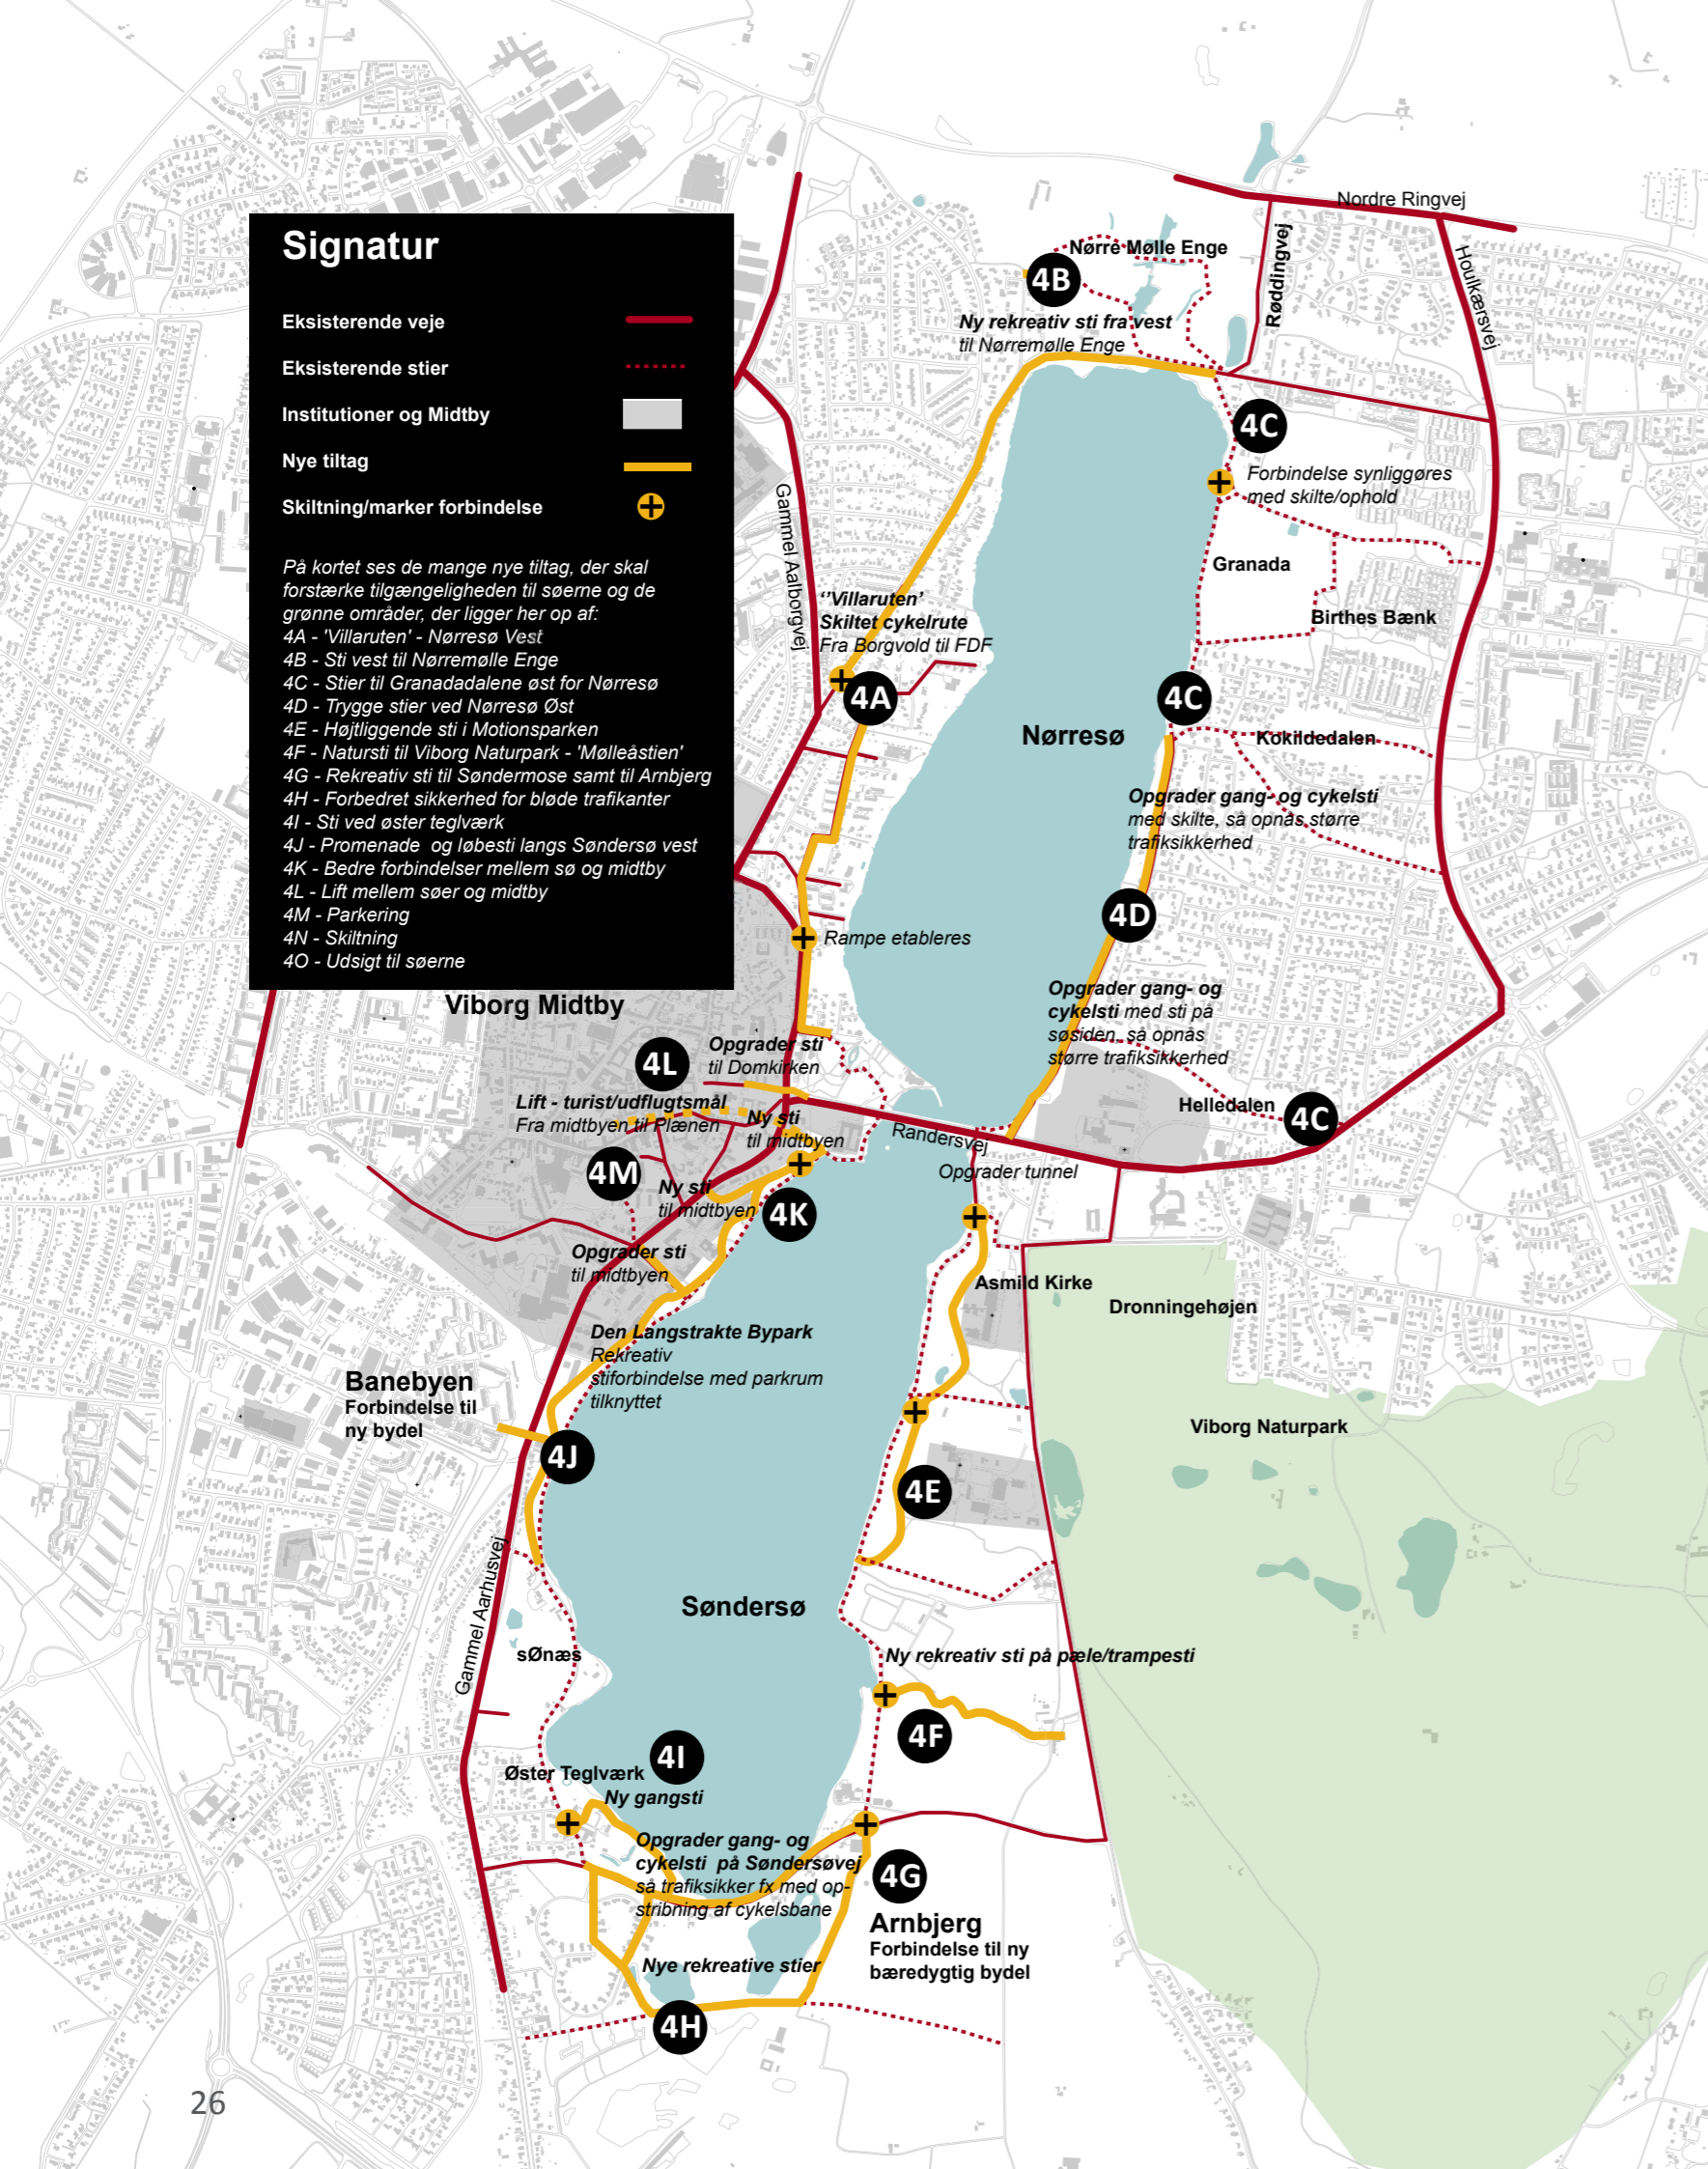 Signatur
Eksisterende veje
Eksisterende stier
Institutioner og Midtby
Nye tiltag
Skiltning/marker forbindelse
På kortet ses de mange nye tiltag, der skal
forstærke tilgængeligheden til søerne og de
grønne områder, der ligger her op af:
4A - 'Villaruten' - Nørresø Vest
4B - Sti vest til Nørremølle Enge
4C - Stier til Granadadalene øst for Nørresø
4D - Trygge stier ved Nørresø Øst
4E - Højtliggende sti i Motionsparken
4F - Natursti til Viborg Naturpark - 'Mølleåstien'
4G - Rekreativ sti til Søndermose samt til Arnbjerg
4H - Forbedret sikkerhed for bløde trafikanter
4I - Sti ved øster teglværk
4J - Promenade og løbesti langs Søndersø vest
4K - Bedre forbindelser mellem sø og midtby
4L - Lift mellem søer og midtby
4M - Parkering
4N - Skiltning
4O - Udsigt til søerne
Nordre Ringvej
Røddingvej
Houlkærsvej
Nørre Mølle Enge
4B
Ny rekreativ sti fra vest
til Nørremølle Enge
4C
Forbindelse synliggøres
med skilte/ophold
Gammel Aalborgvej
Granada
Birthes Bænk
''Villaruten'
Skiltet cykelrute
Fra Borgvold til FDF
4A
4C
Nørresø
Kokildedalen
Opgrader gang- og cykelsti
med skilte, så opnås større
trafiksikkerhed
4D
Rampe etableres
Opgrader gang- og
cykelsti med sti på
søsiden, så opnås
større trafiksikkerhed
Viborg Midtby
4L
Opgrader sti
til Domkirken
Lift - turist/udflugtsmål
Fra midtbyen til Plænen
Ny sti
til midtbyen
Helledalen
4C
Randersvej
Opgrader tunnel
4M
Ny sti
til midtbyen
4K
Opgrader sti
til midtbyen
Asmild Kirke
Dronningehøjen
Den Langstrakte Bypark
Rekreativ
stiforbindelse med parkrum
tilknyttet
Banebyen
Forbindelse til
ny bydel
Viborg Naturpark
4J
4E
Gammel Aarhusvej
Søndersø
sØnæs
Ny rekreativ sti på pæle/trampesti
4F
4I
Øster Teglværk
Ny gangsti
Opgrader gang- og
cykelsti på Søndersøvej
så trafiksikker fx med op-
stribning af cykelsbane
4G
Arnbjerg
Forbindelse til ny
bæredygtig bydel
Nye rekreative stier
4H
26